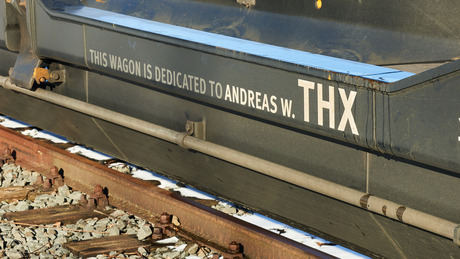 THIS WAGON IS DEDICATED TO ANDREAS W. THX